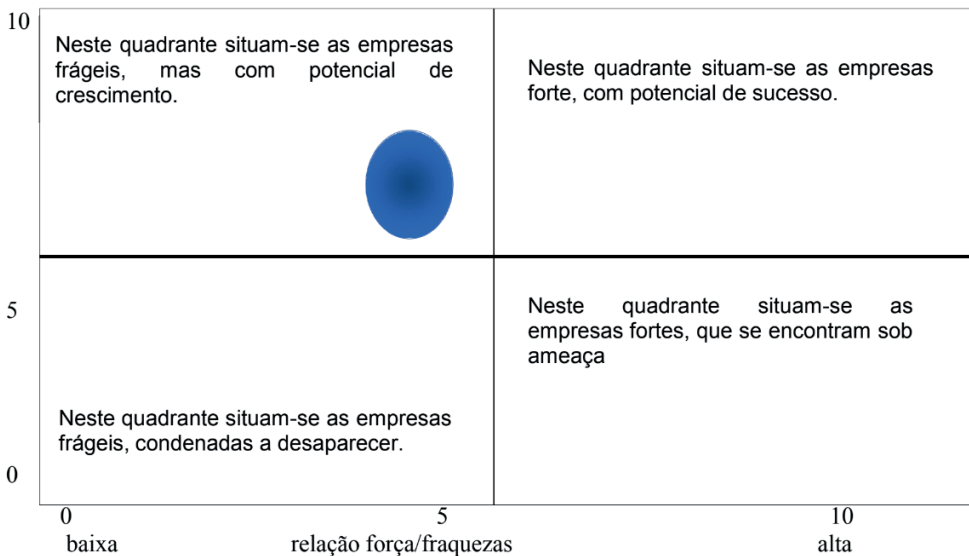 10
Neste quadrante situam-se as empresas
frágeis, mas com potencial de
crescimento.
Neste quadrante situam-se as empresas
forte, com potencial de sucesso.
5
Neste quadrante situam-se as
empresas fortes, que se encontram sob
ameaça
Neste quadrante situam-se as empresas
frágeis, condenadas a desaparecer.
0
0 5 10
baixa relação força/fraquezas alta